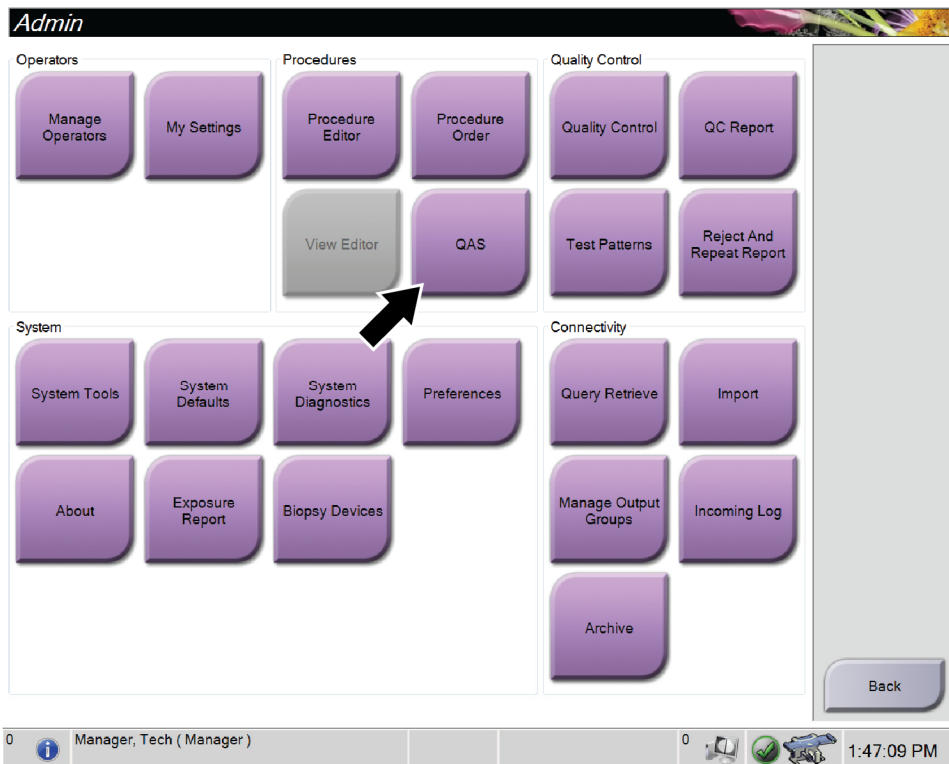 Admin
Operators
Manage
Operators
My Settings
Procedures
Procedure
Editor
Procedure
Order
View Editor
QAS
Quality Control
Quality Control
QC Report
Test Patterns
Reject And
Repeat Report
System
System Tools
System
Defaults
System
Diagnostics
Preferences
About
Exposure
Report
Biopsy Devices
Connectivity
Query Retrieve
Import
Manage Output
Groups
Incoming Log
Archive
Back
0
Manager, Tech ( Manager )
0
1:47:09 PM